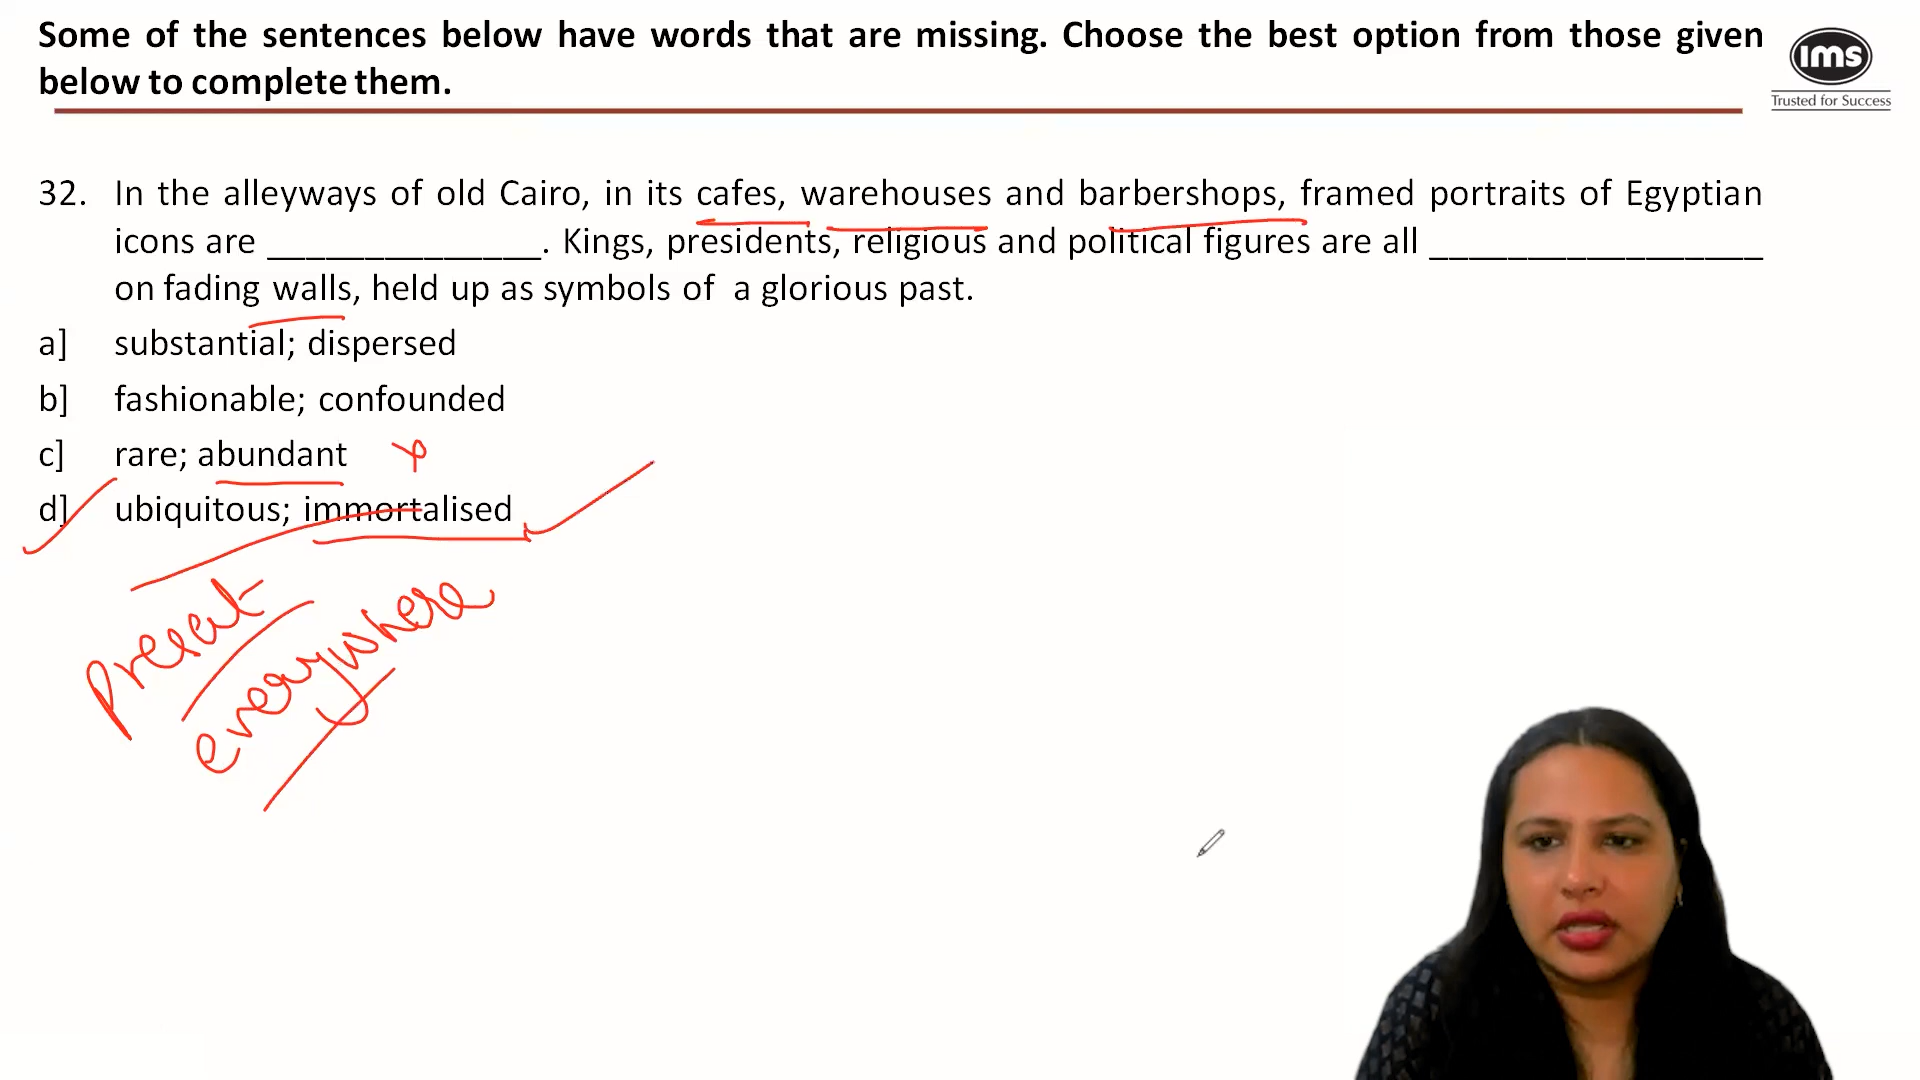 Some of the sentences below have words that are missing. Choose the best option from those given
below to complete them.
ims
Trusted for Success
32. In the alleyways of old Cairo, in its cafes, warehouses and barbershops, framed portraits of Egyptian
icons are ______________. Kings, presidents, religious and political figures are all _________________
on fading walls, held up as symbols of a glorious past.
a] substantial; dispersed
b] fashionable; confounded
c] rare; abundant
d] ubiquitous; immortalised
Present
everywhere